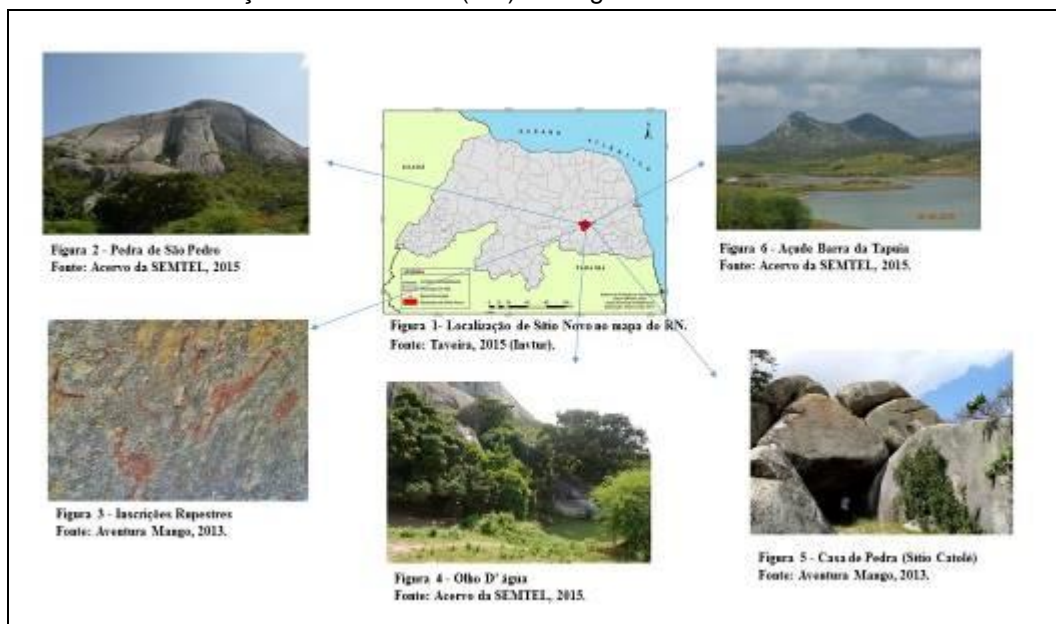 Figura 2 - Pedra de São Pedro
Fonte: Acervo da SEMTEL, 2015
CEARÁ
OCEANO
ATLÂNTICO
PARAÍBA
Figura 1- Localização de Sítio Novo no mapa do RN.
Fonte: Taveira, 2015 (Invtur).
Figura 6 - Açude Barra da Tapuia
Fonte: Acervo da SEMTEL, 2015.
Figura 3 - Inscrições Rupestres
Fonte: Aventura Mango, 2013.
Figura 4 - Olho D' água
Fonte: Acervo da SEMTEL, 2015.
Figura 5 - Casa de Pedra (Sítio Catolé)
Fonte: Aventura Mango, 2013.